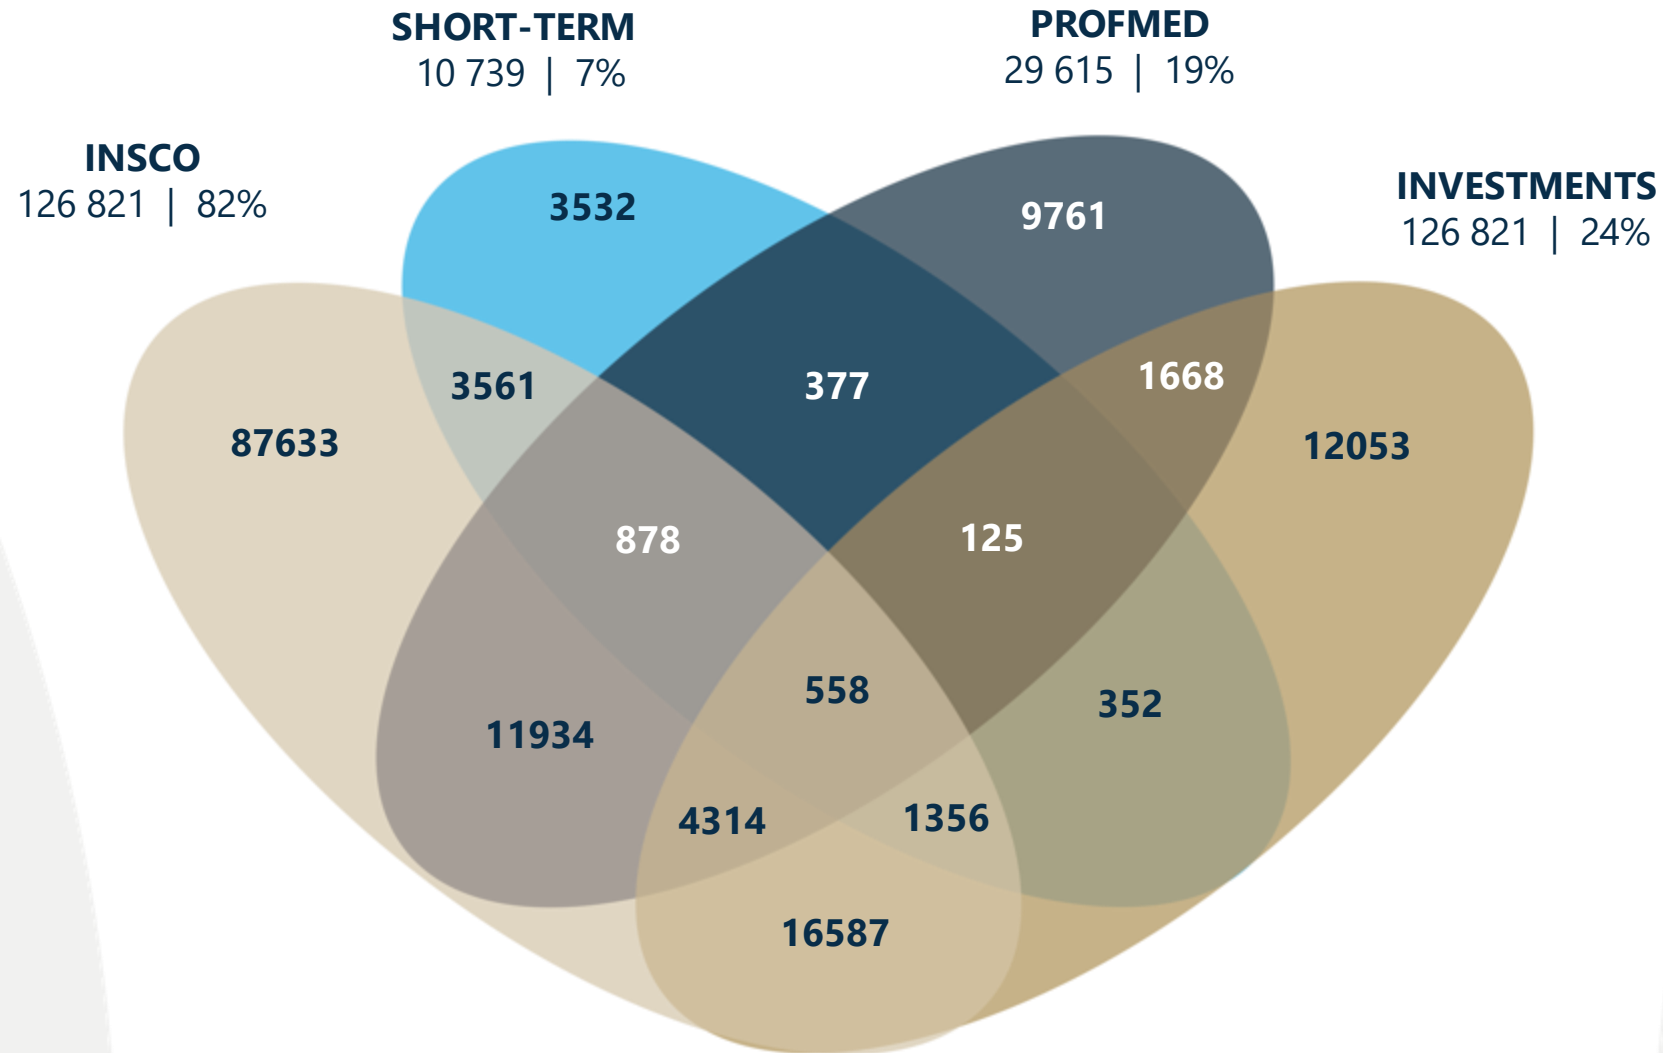 SHORT-TERM
10 739 | 7%
PROFMED
29 615 | 19%
INSCO
126 821 | 82%
INVESTMENTS
126 821 | 24%
3532
9761
3561
377
1668
87633
12053
878
125
558
352
11934
4314
1356
16587